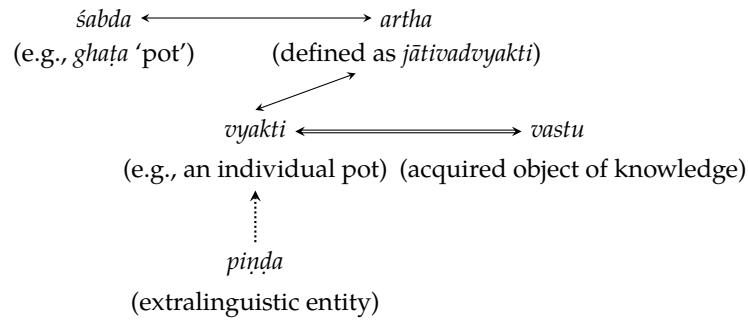 śabda artha
(e.g., ghaṭa ‘pot’) (defined as jātivadvyakti)
vyakti vastu
(e.g., an individual pot) (acquired object of knowledge)
piṇḍa
(extralinguistic entity)